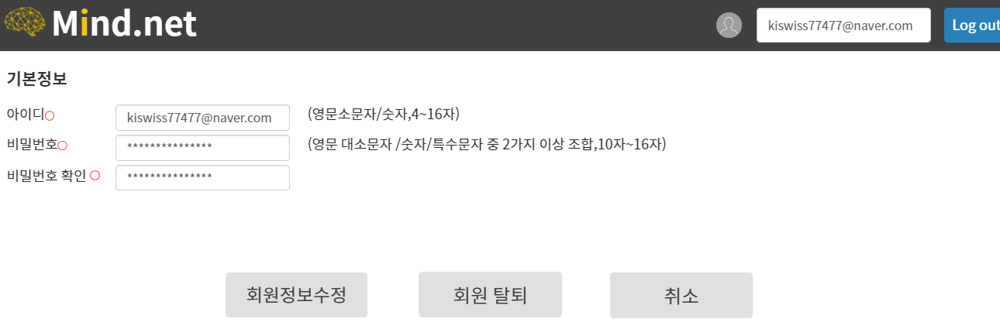 Mind.net
kiswiss77477@naver.com
Log out
기본정보
아이디 kiswiss77477@naver.com (영문소문자/숫자,4~16자)
비밀번호 *************** (영문 대소문자 /숫자/특수문자 중 2가지 이상 조합,10자~16자)
비밀번호 확인 ***************
회원정보수정 회원 탈퇴 취소